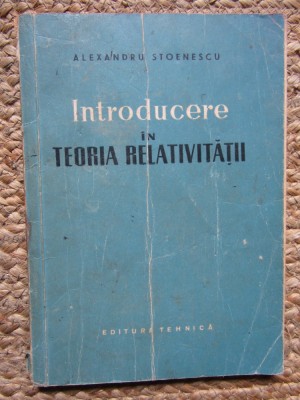 ALEXANDRU STOENESCU
Introducere
ÎN
TEORIA RELATIVITĂȚII
EDITURA TEHNICĂ